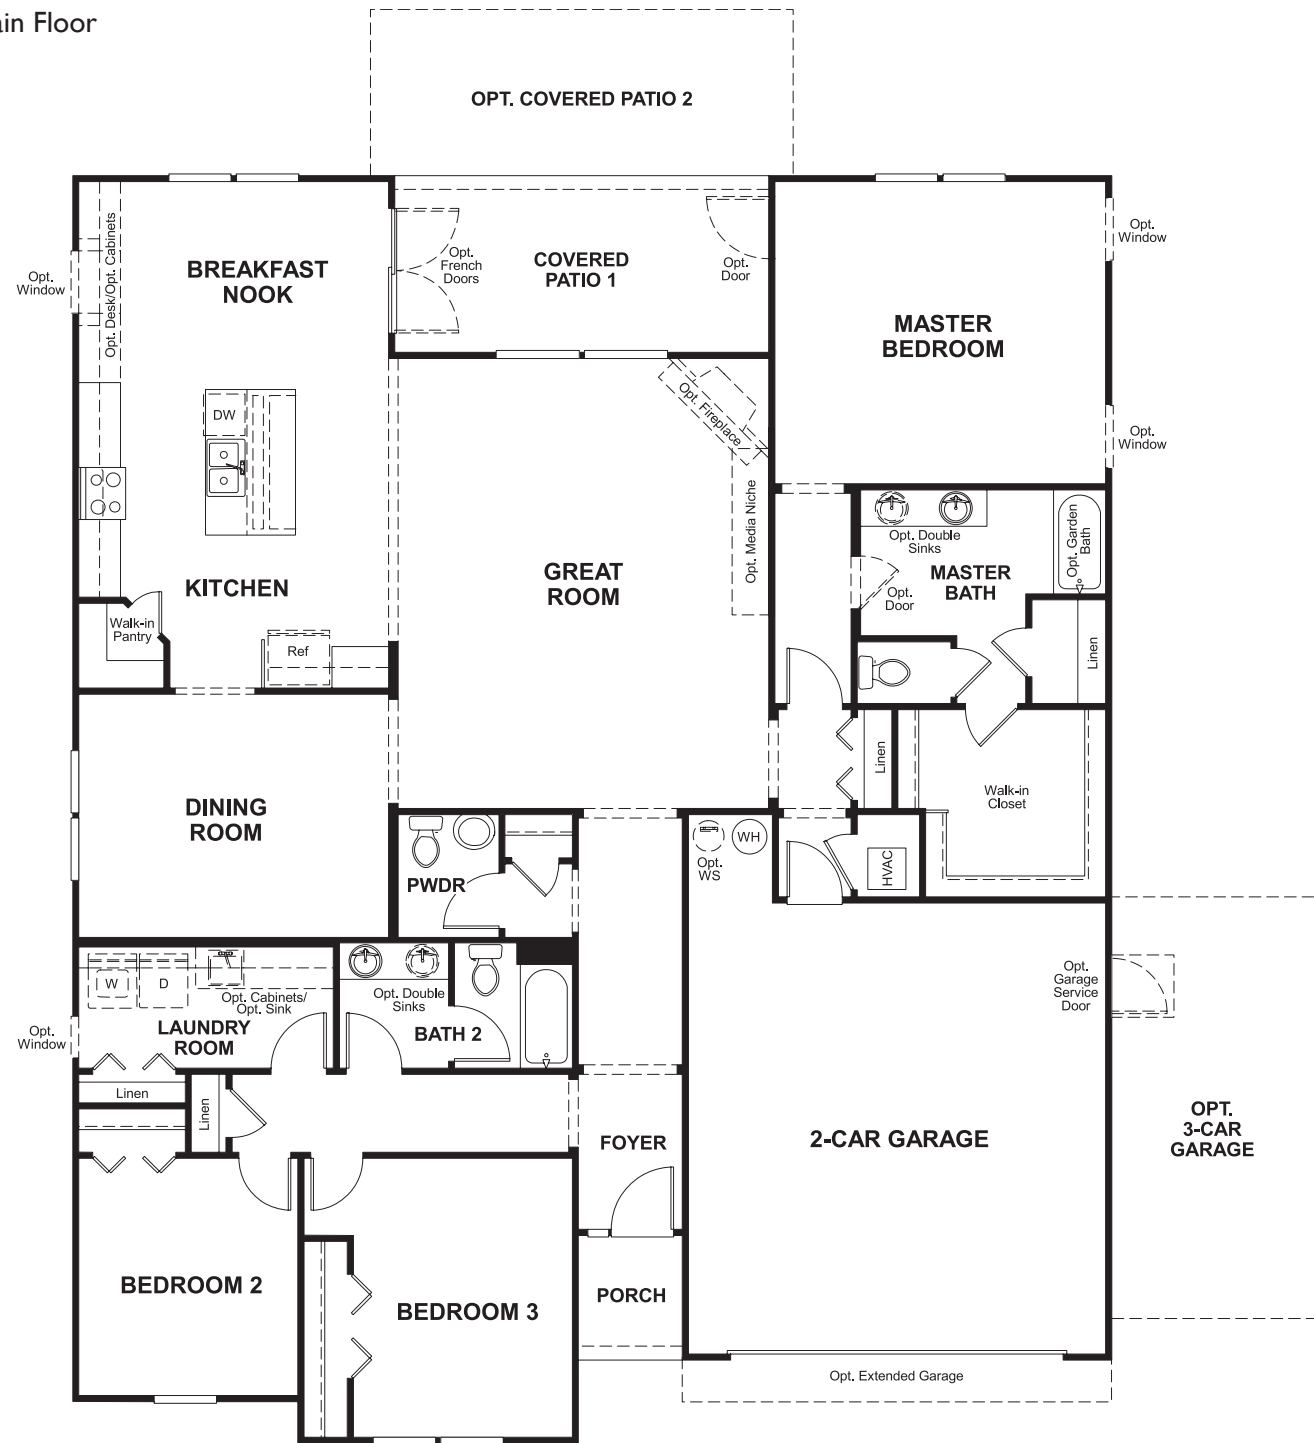 ain Floor
OPT. COVERED PATIO 2
Opt. Desk/Opt. Cabinets
BREAKFAST
NOOK
Opt.
French
Doors
COVERED
PATIO 1
Opt.
Door
Opt.
Window
Opt.
Window
MASTER
BEDROOM
Opt. Fireplace
DW
Opt.
Window
Opt. Media Niche
Opt. Double
Sinks
Opt. Garden
Bath
KITCHEN
GREAT
ROOM
MASTER
BATH
Opt.
Door
Walk-in
Pantry
Ref
Linen
Linen
Walk-in
Closet
DINING
ROOM
PWDR
Opt.
WS
WH
HVAC
W
D
Opt. Cabinets/
Opt. Sink
Opt. Double
Sinks
Opt.
Garage
Service
Door
Opt.
Window
LAUNDRY
ROOM
BATH 2
Linen
Linen
FOYER
2-CAR GARAGE
OPT.
3-CAR
GARAGE
BEDROOM 2
BEDROOM 3
PORCH
Opt. Extended Garage